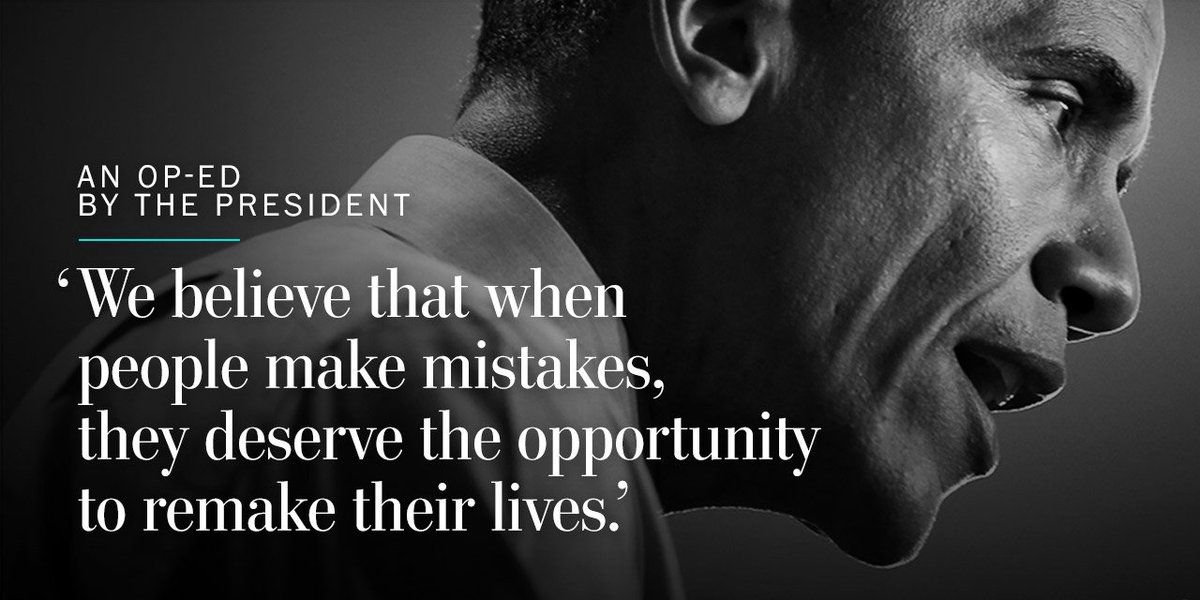 AN OP-ED
BY THE PRESIDENT
‘We believe that when
people make mistakes,
they deserve the opportunity
to remake their lives.’